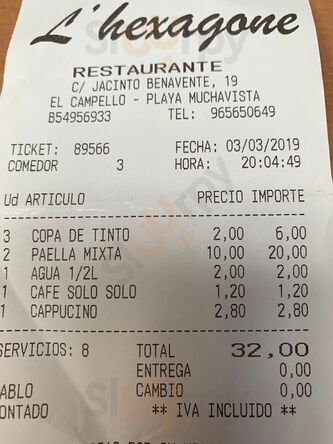 L'hexagone
RESTAURANTE
C/ JACINTO BENAVENTE, 19
EL CAMPELLO - PLAYA MUCHAVISTA
B54956933 TEL: 965650649
TICKET: 89566 FECHA: 03/03/2019
COMEDOR 3 HORA: 20:04:49
Ud ARTICULO PRECIO IMPORTE
3 COPA DE TINTO 2,00 6,00
2 PAELLA MIXTA 10,00 20,00
1 AGUA 1/2L 2,00 2,00
1 CAFE SOLO SOLO 1,20 1,20
1 CAPPUCINO 2,80 2,80
SERVICIOS: 8 TOTAL 32,00
ENTREGA 0,00
ABLO CAMBIO 0,00
ONTADO ** IVA INCLUIDO **